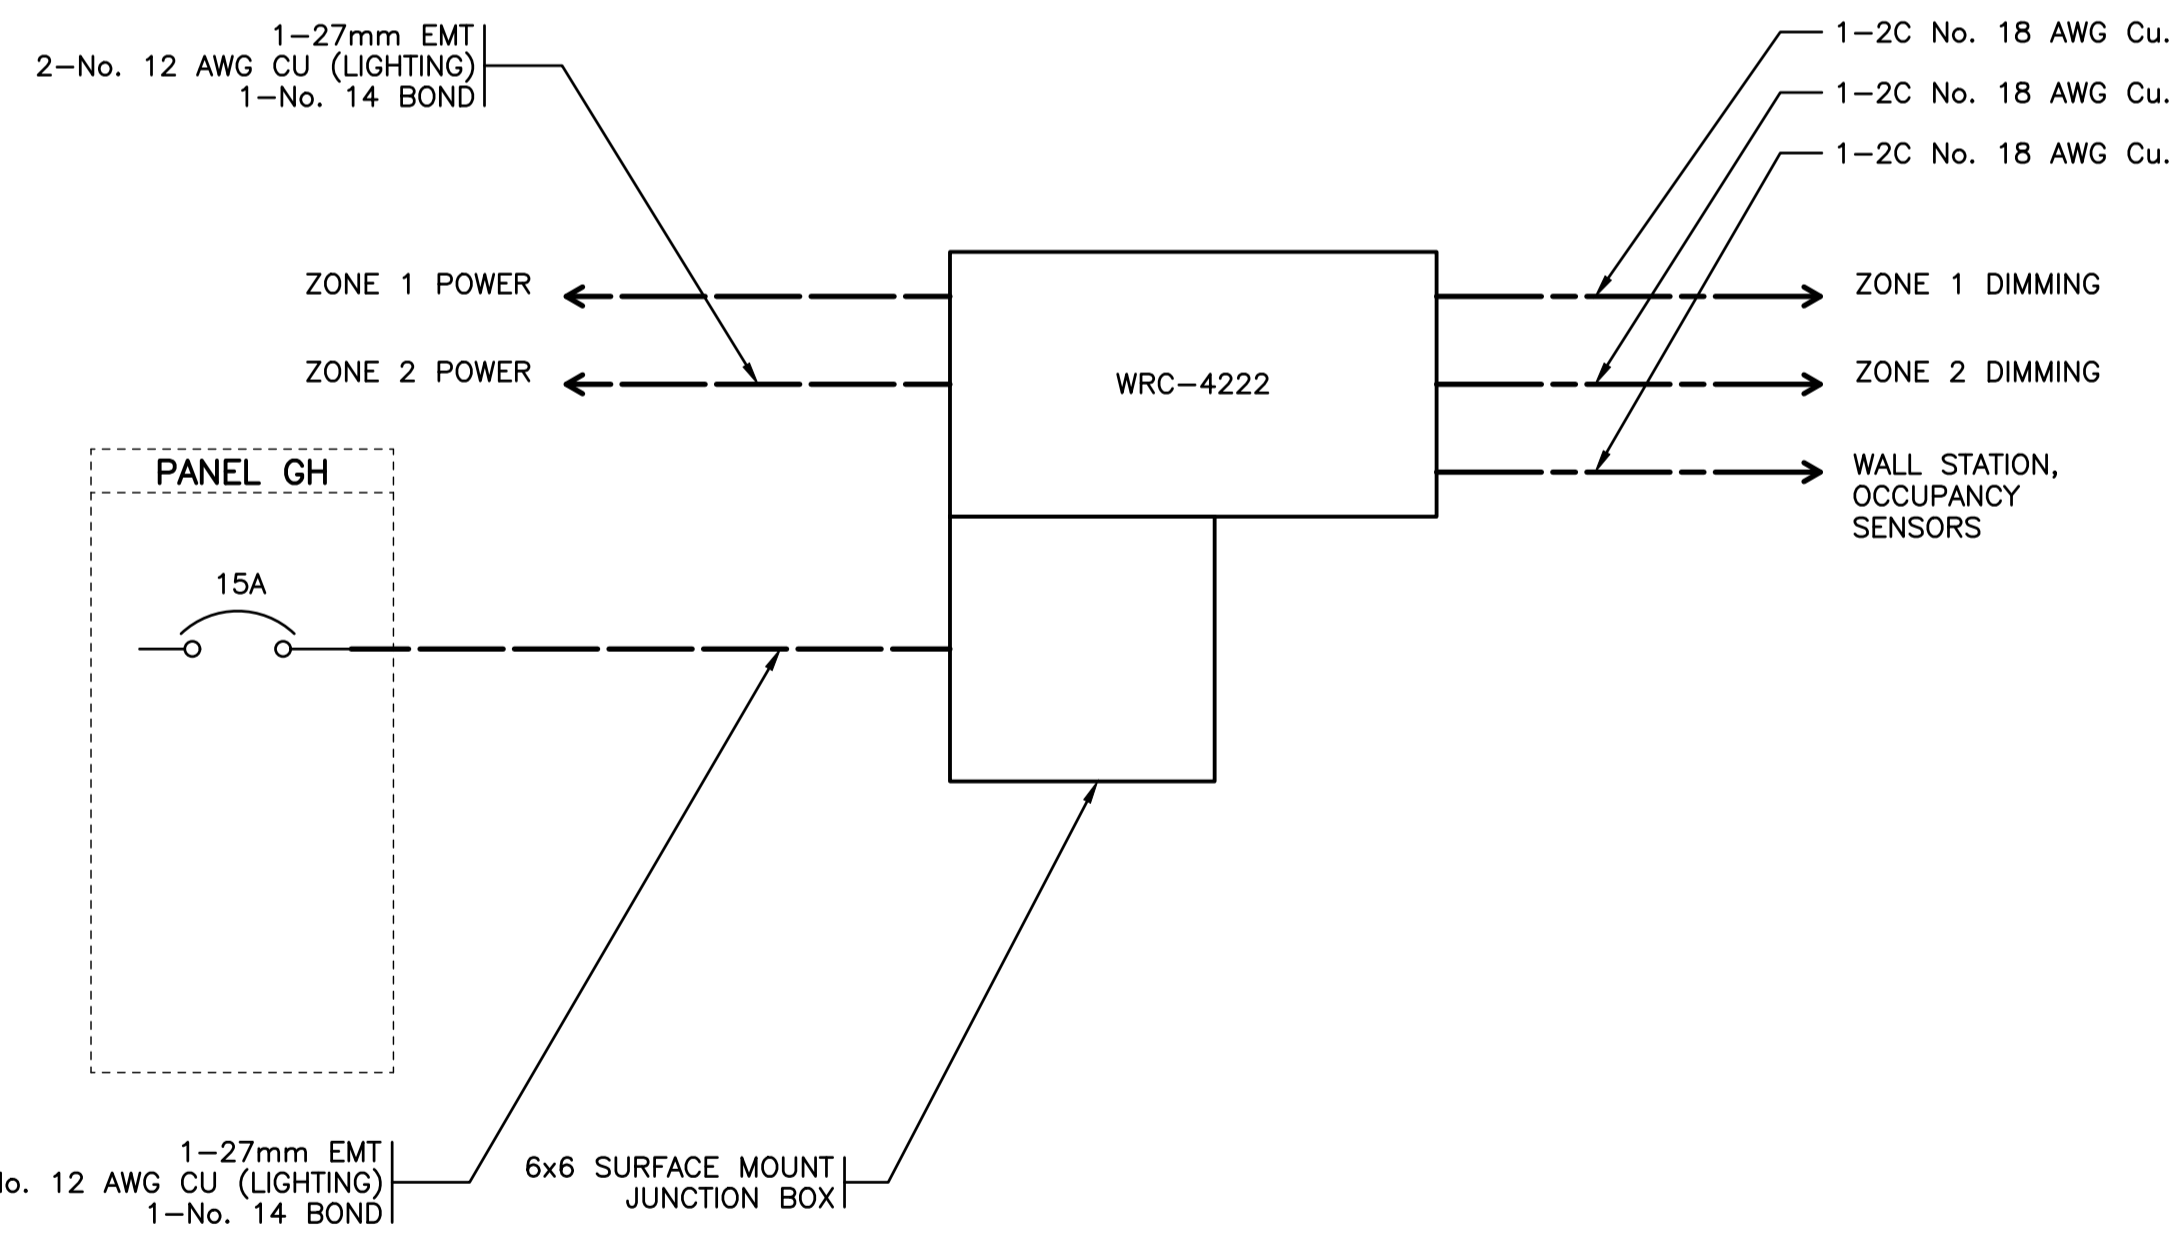 1-27mm EMT
2-No. 12 AWG CU (LIGHTING)
1-No. 14 BOND
1-2C No. 18 AWG Cu.
1-2C No. 18 AWG Cu.
1-2C No. 18 AWG Cu.
ZONE 1 POWER
ZONE 2 POWER
WRC-4222
ZONE 1 DIMMING
ZONE 2 DIMMING
WALL STATION,
OCCUPANCY
SENSORS
PANEL GH
15A
1-27mm EMT
12 AWG CU (LIGHTING)
1-No. 14 BOND
6x6 SURFACE MOUNT
JUNCTION BOX